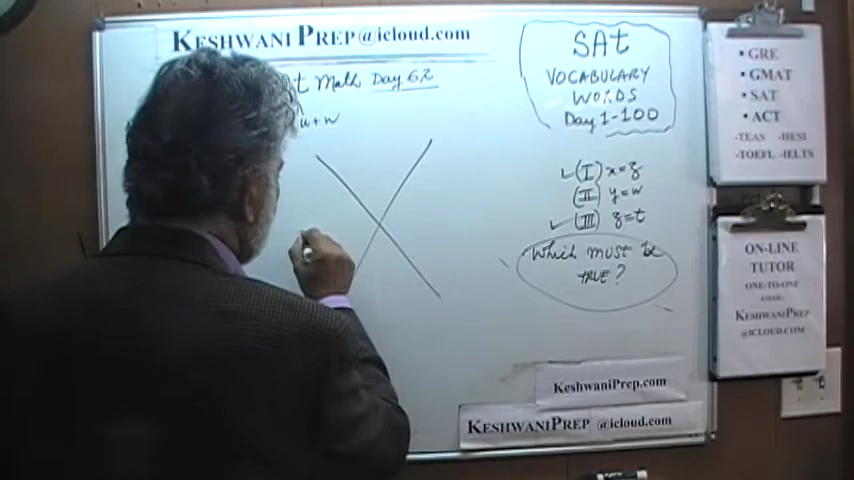 KESHWANI PREP@icloud.com
t Math Day 62
u+w
SAt
VOCABULARY
WORDS
Day 1-100
(I) x=z
(II) y=w
(III) z=t
Which must be
TRUE?
• GRE
• GMAT
• SAT
• ACT
-TEAS -HESI
-TOEFL -IELTS
ON-LINE
TUTOR
ONE-TO-ONE
EMAIL:
KESHWANIPREP
@ICLOUD.COM
KESHWANIPREP.COM
KESHWANIPREP @icloud.com